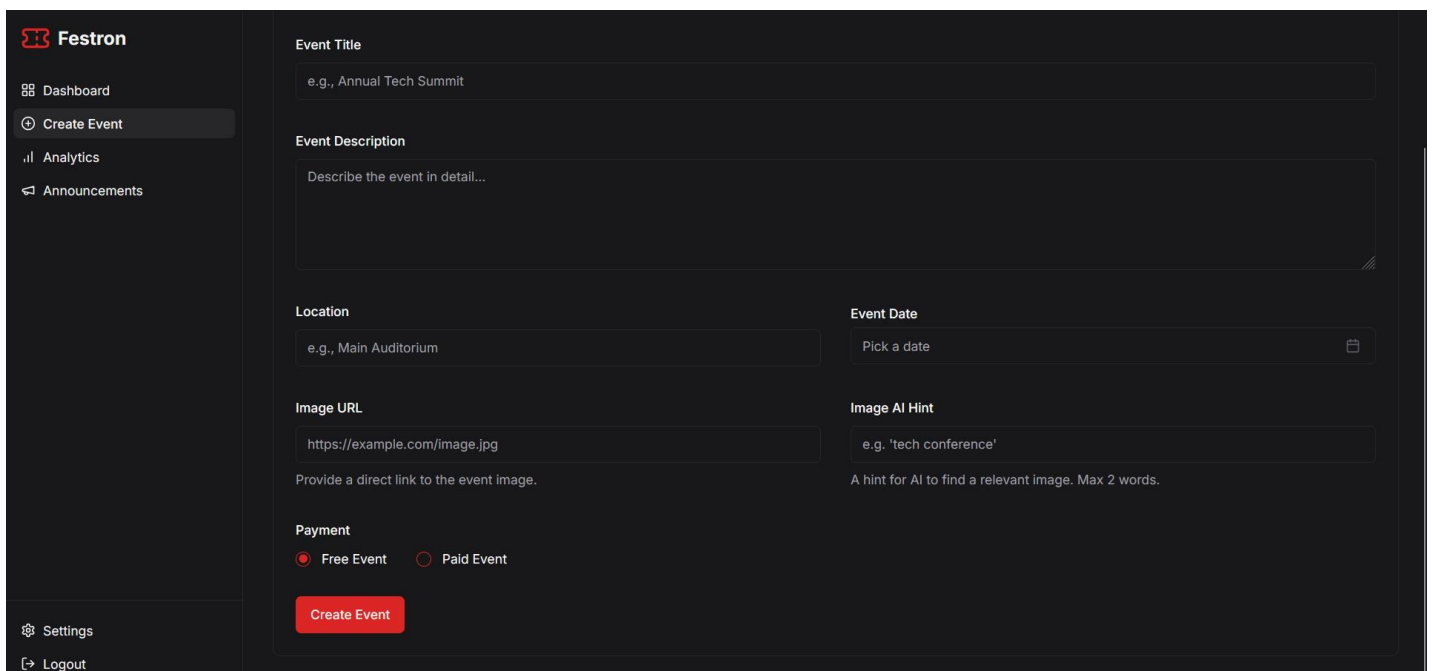 Festron
Dashboard
Create Event
Analytics
Announcements
Settings
Logout
Event Title
e.g., Annual Tech Summit
Event Description
Describe the event in detail...
Location
e.g., Main Auditorium
Event Date
Pick a date
Image URL
https://example.com/image.jpg
Provide a direct link to the event image.
Image AI Hint
e.g. 'tech conference'
A hint for AI to find a relevant image. Max 2 words.
Payment
Free Event
Paid Event
Create Event